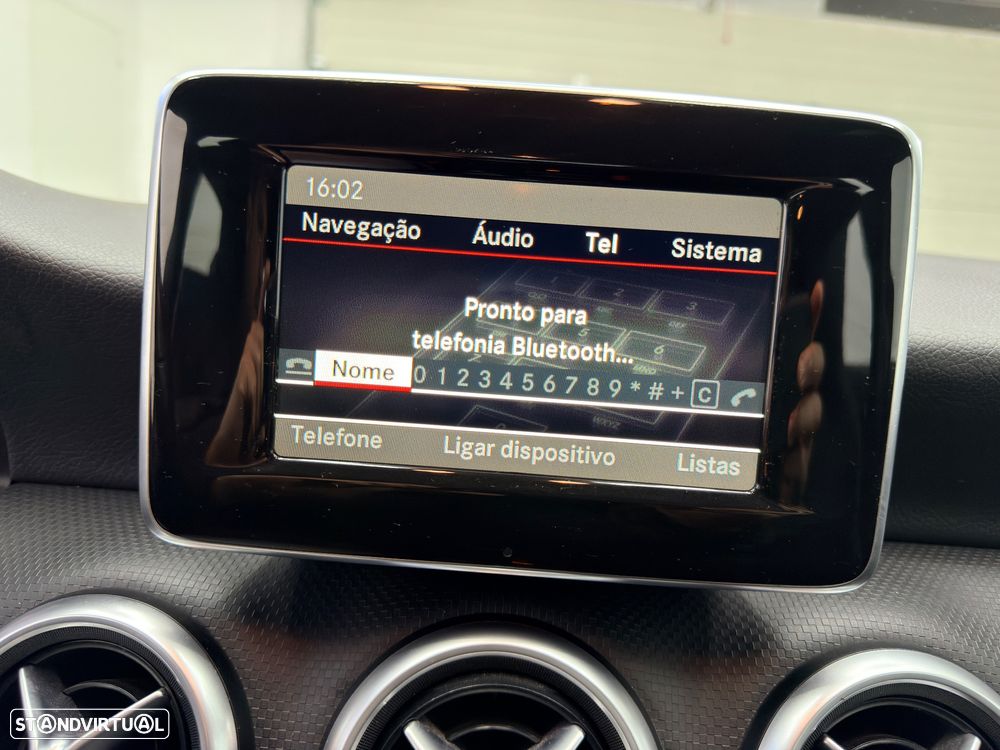 16:02
Navegação Áudio Tel Sistema
Pronto para
telefonia Bluetooth...
Nome 0 1 2 3 4 5 6 7 8 9 * # + C
Telefone Ligar dispositivo Listas
STANDVIRTUAL